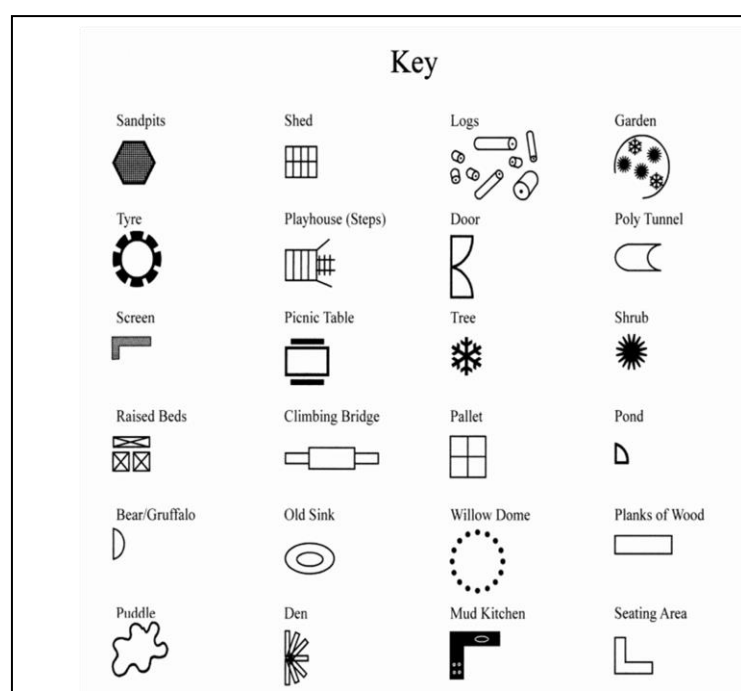 Key
Sandpits Shed Logs Garden
Tyre Playhouse (Steps) Door Poly Tunnel
Screen Picnic Table Tree Shrub
Raised Beds Climbing Bridge Pallet Pond
Bear/Gruffalo Old Sink Willow Dome Planks of Wood
Puddle Den Mud Kitchen Seating Area